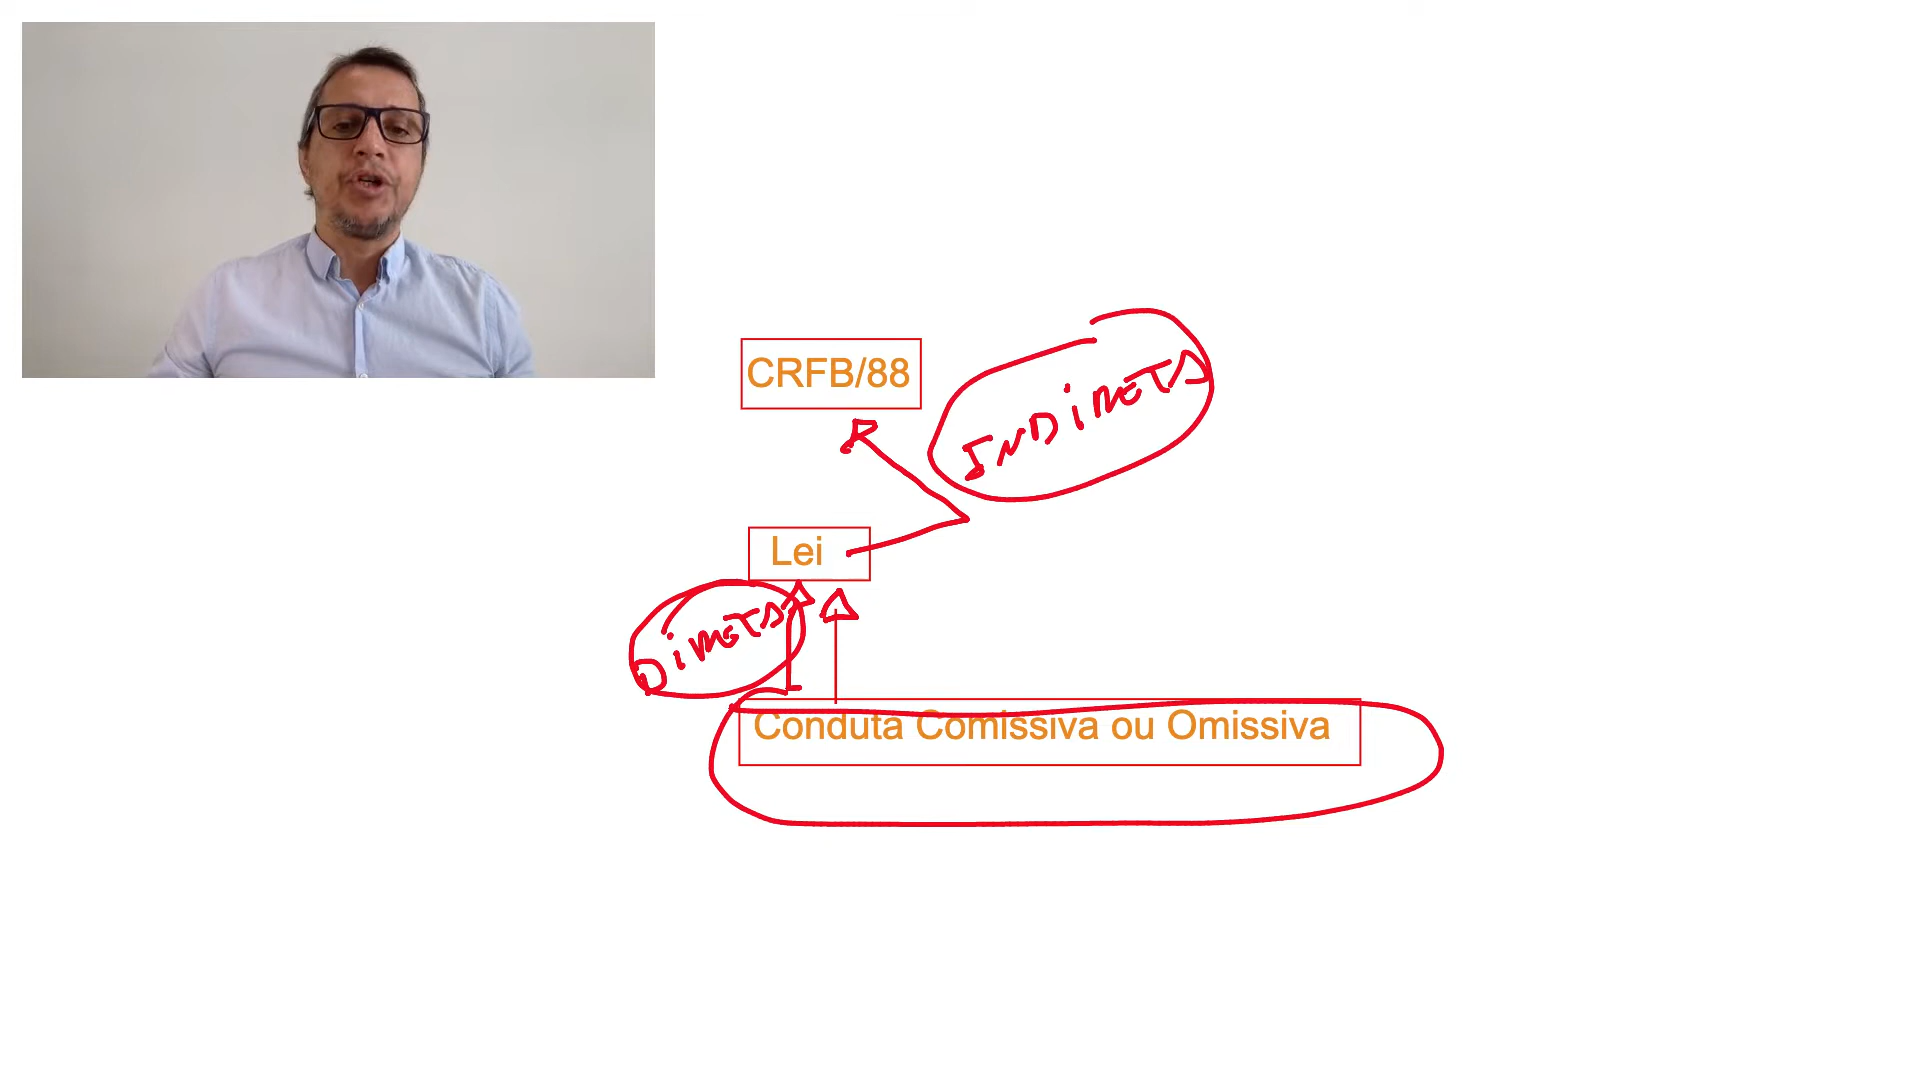 CRFB/88
INDIRETA
Lei
DIRETA
Conduta Comissiva ou Omissiva